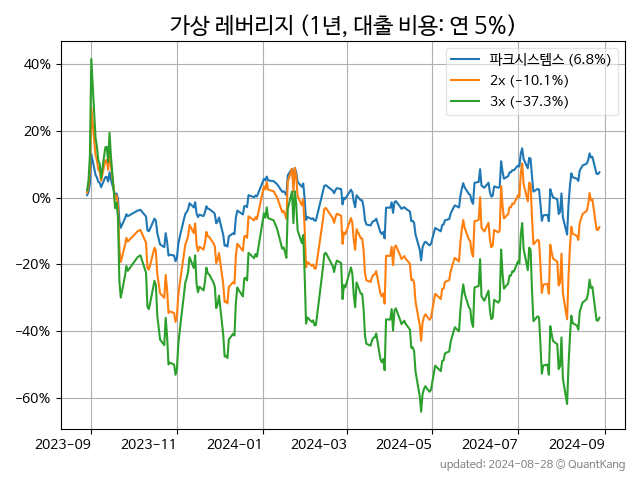 가상 레버리지 (1년, 대출 비용: 연 5%)
파크시스템스 (6.8%)
2x (−10.1%)
3x (−37.3%)
40%
20%
0%
−20%
−40%
−60%
2023-09 2023-11 2024-01 2024-03 2024-05 2024-07 2024-09
updated: 2024-08-28 © QuantKang